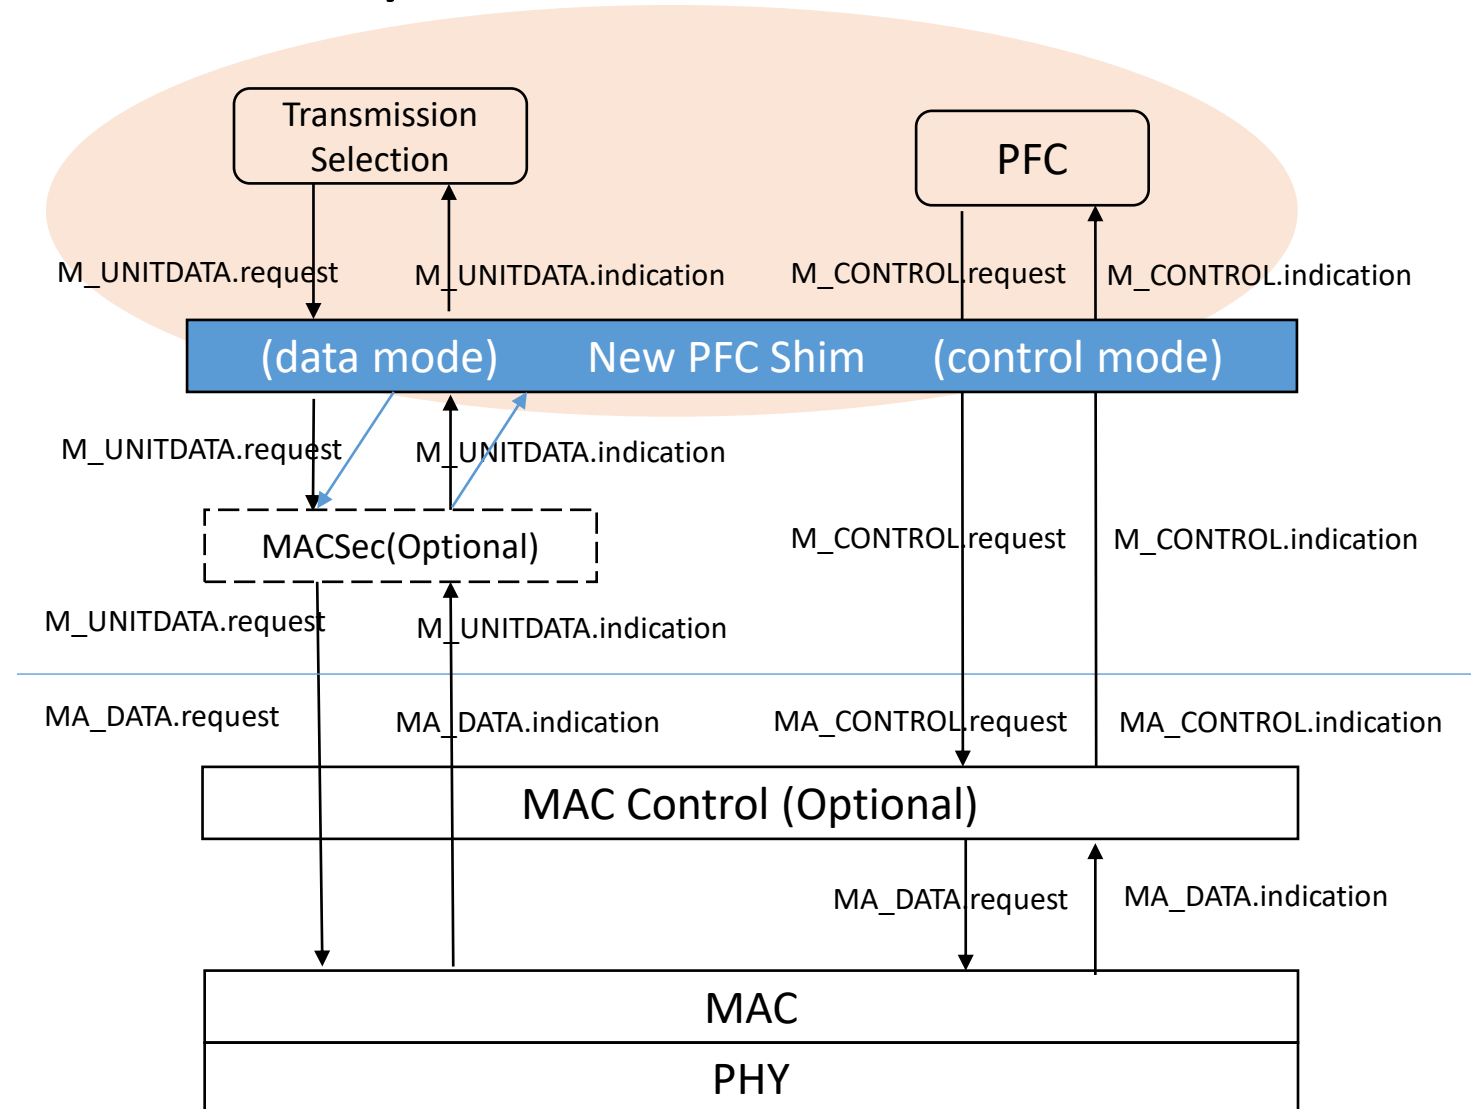 Transmission
Selection
PFC
M_UNITDATA.request
M_UNITDATA.indication
M_CONTROL.request
M_CONTROL.indication
(data mode) New PFC Shim (control mode)
M_UNITDATA.request
M_UNITDATA.indication
MACSec(Optional)
M_CONTROL.request
M_CONTROL.indication
M_UNITDATA.request
M_UNITDATA.indication
MA_DATA.request
MA_DATA.indication
MA_CONTROL.request
MA_CONTROL.indication
MAC Control (Optional)
MA_DATA.request
MA_DATA.indication
MAC
PHY